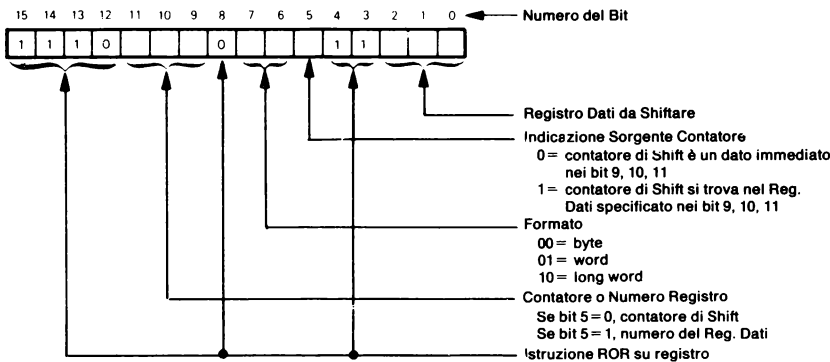 15 14 13 12 11 10 9 8 7 6 5 4 3 2 1 0 Numero del Bit
1 1 1 0 0 1 1
Registro Dati da Shiftare
Indicazione Sorgente Contatore
0= contatore di Shift è un dato immediato
nei bit 9, 10, 11
1= contatore di Shift si trova nel Reg.
Dati specificato nei bit 9, 10, 11
Formato
00= byte
01= word
10= long word
Contatore o Numero Registro
Se bit 5=0, contatore di Shift
Se bit 5=1, numero del Reg. Dati
Istruzione ROR su registro